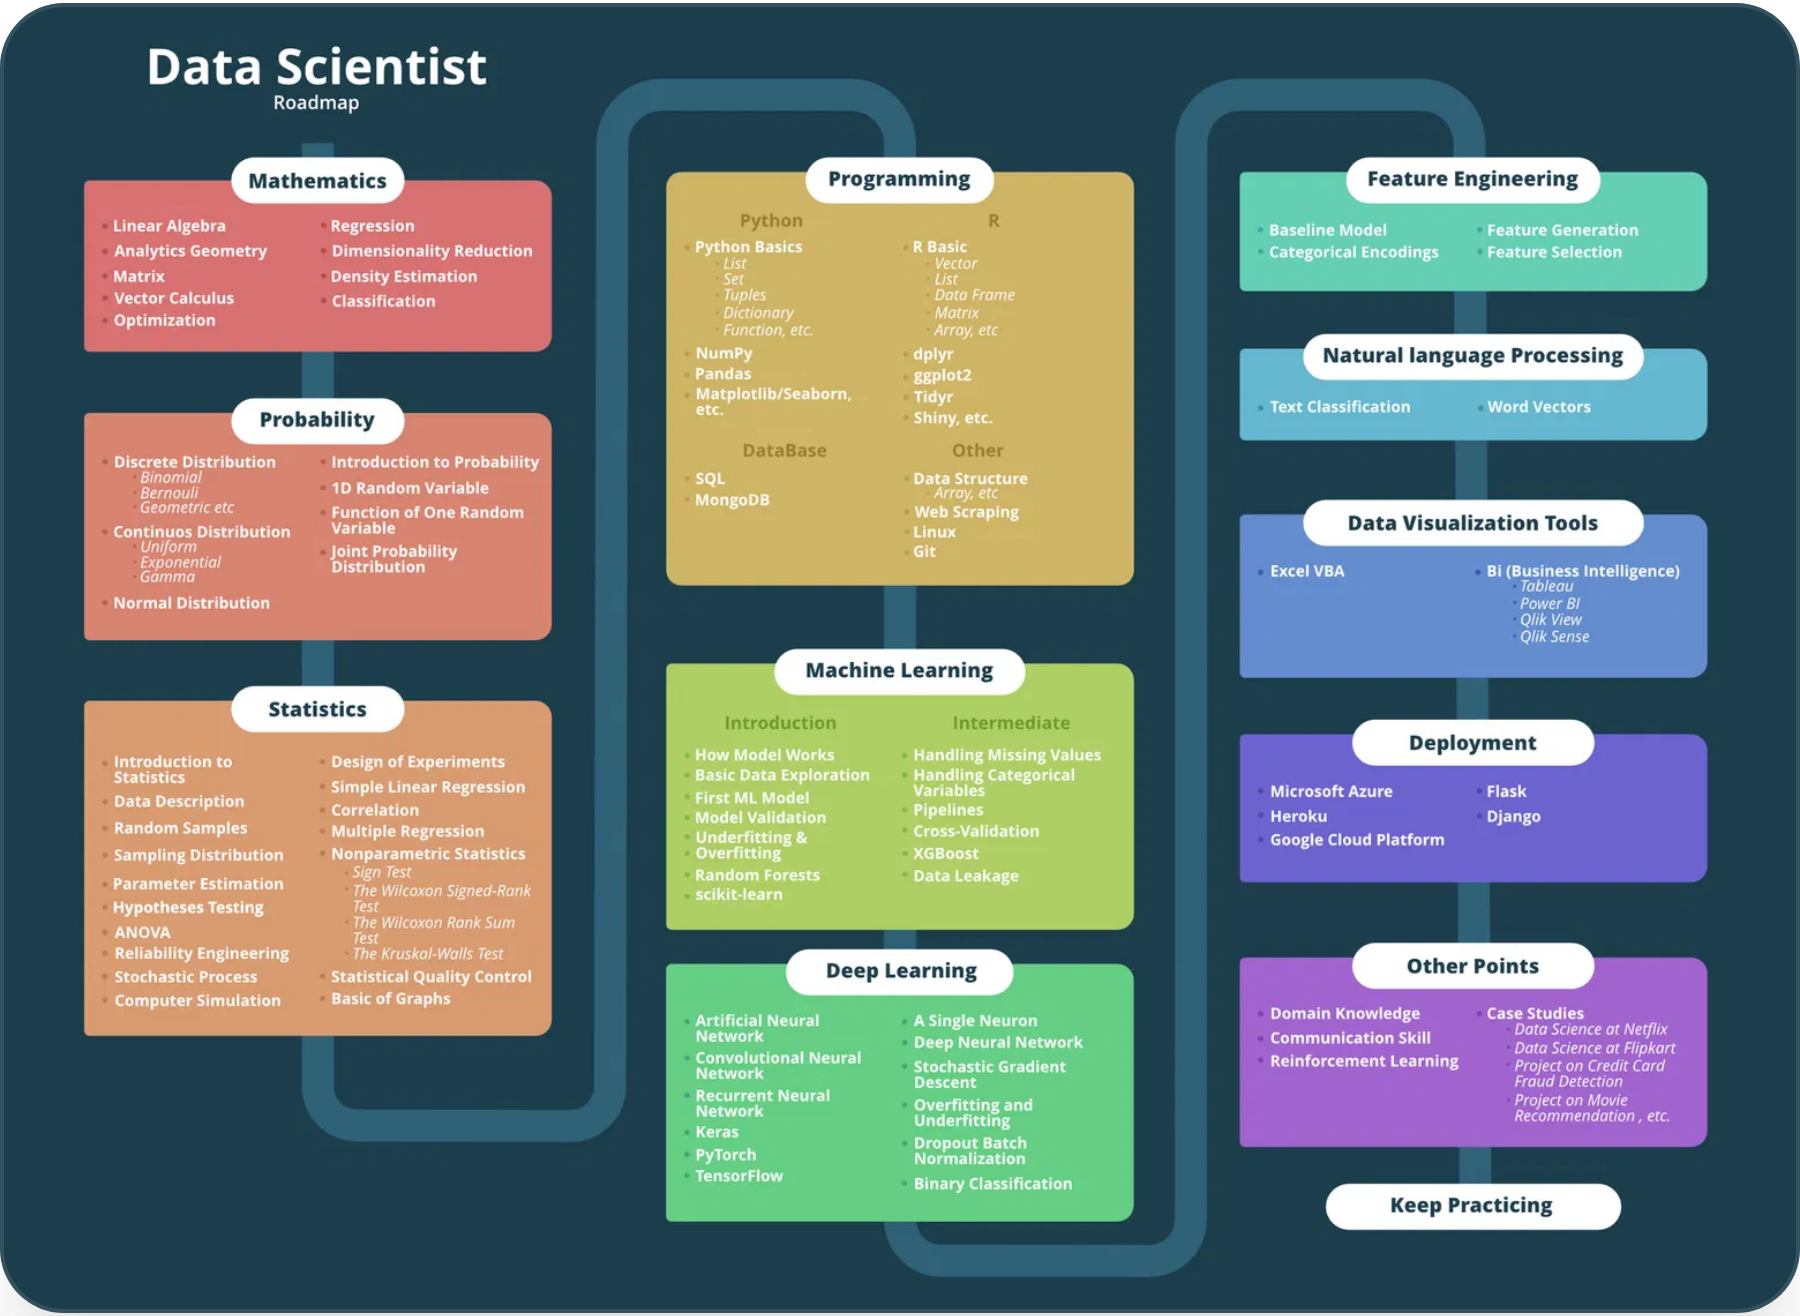 Data Scientist
Roadmap
Mathematics
Linear Algebra
Analytics Geometry
Matrix
Vector Calculus
Optimization
Regression
Dimensionality Reduction
Density Estimation
Classification
Probability
Discrete Distribution
Binomial
Bernouli
Geometric etc
Continuos Distribution
Uniform
Exponential
Gamma
Normal Distribution
Introduction to Probability
1D Random Variable
Function of One Random
Variable
Joint Probability
Distribution
Statistics
Introduction to
Statistics
Data Description
Random Samples
Sampling Distribution
Parameter Estimation
Hypotheses Testing
ANOVA
Reliability Engineering
Stochastic Process
Computer Simulation
Design of Experiments
Simple Linear Regression
Correlation
Multiple Regression
Nonparametric Statistics
Sign Test
The Wilcoxon Signed-Rank
Test
The Wilcoxon Rank Sum
Test
The Kruskal-Walls Test
Statistical Quality Control
Basic of Graphs
Programming
Python
Python Basics
List
Set
Tuples
Dictionary
Function, etc.
NumPy
Pandas
Matplotlib/Seaborn,
etc.
R
R Basic
Vector
List
Data Frame
Matrix
Array, etc
dplyr
ggplot2
Tidyr
Shiny, etc.
DataBase
SQL
MongoDB
Other
Data Structure
Array, etc
Web Scraping
Linux
Git
Machine Learning
Introduction
How Model Works
Basic Data Exploration
First ML Model
Model Validation
Underfitting &
Overfitting
Random Forests
scikit-learn
Intermediate
Handling Missing Values
Handling Categorical
Variables
Pipelines
Cross-Validation
XGBoost
Data Leakage
Deep Learning
Artificial Neural
Network
Convolutional Neural
Network
Recurrent Neural
Network
Keras
PyTorch
TensorFlow
A Single Neuron
Deep Neural Network
Stochastic Gradient
Descent
Overfitting and
Underfitting
Dropout Batch
Normalization
Binary Classification
Feature Engineering
Baseline Model
Categorical Encodings
Feature Generation
Feature Selection
Natural language Processing
Text Classification
Word Vectors
Data Visualization Tools
Excel VBA
Bi (Business Intelligence)
Tableau
Power BI
Qlik View
Qlik Sense
Deployment
Microsoft Azure
Heroku
Google Cloud Platform
Flask
Django
Other Points
Domain Knowledge
Communication Skill
Reinforcement Learning
Case Studies
Data Science at Netflix
Data Science at Flipkart
Project on Credit Card
Fraud Detection
Project on Movie
Recommendation , etc.
Keep Practicing